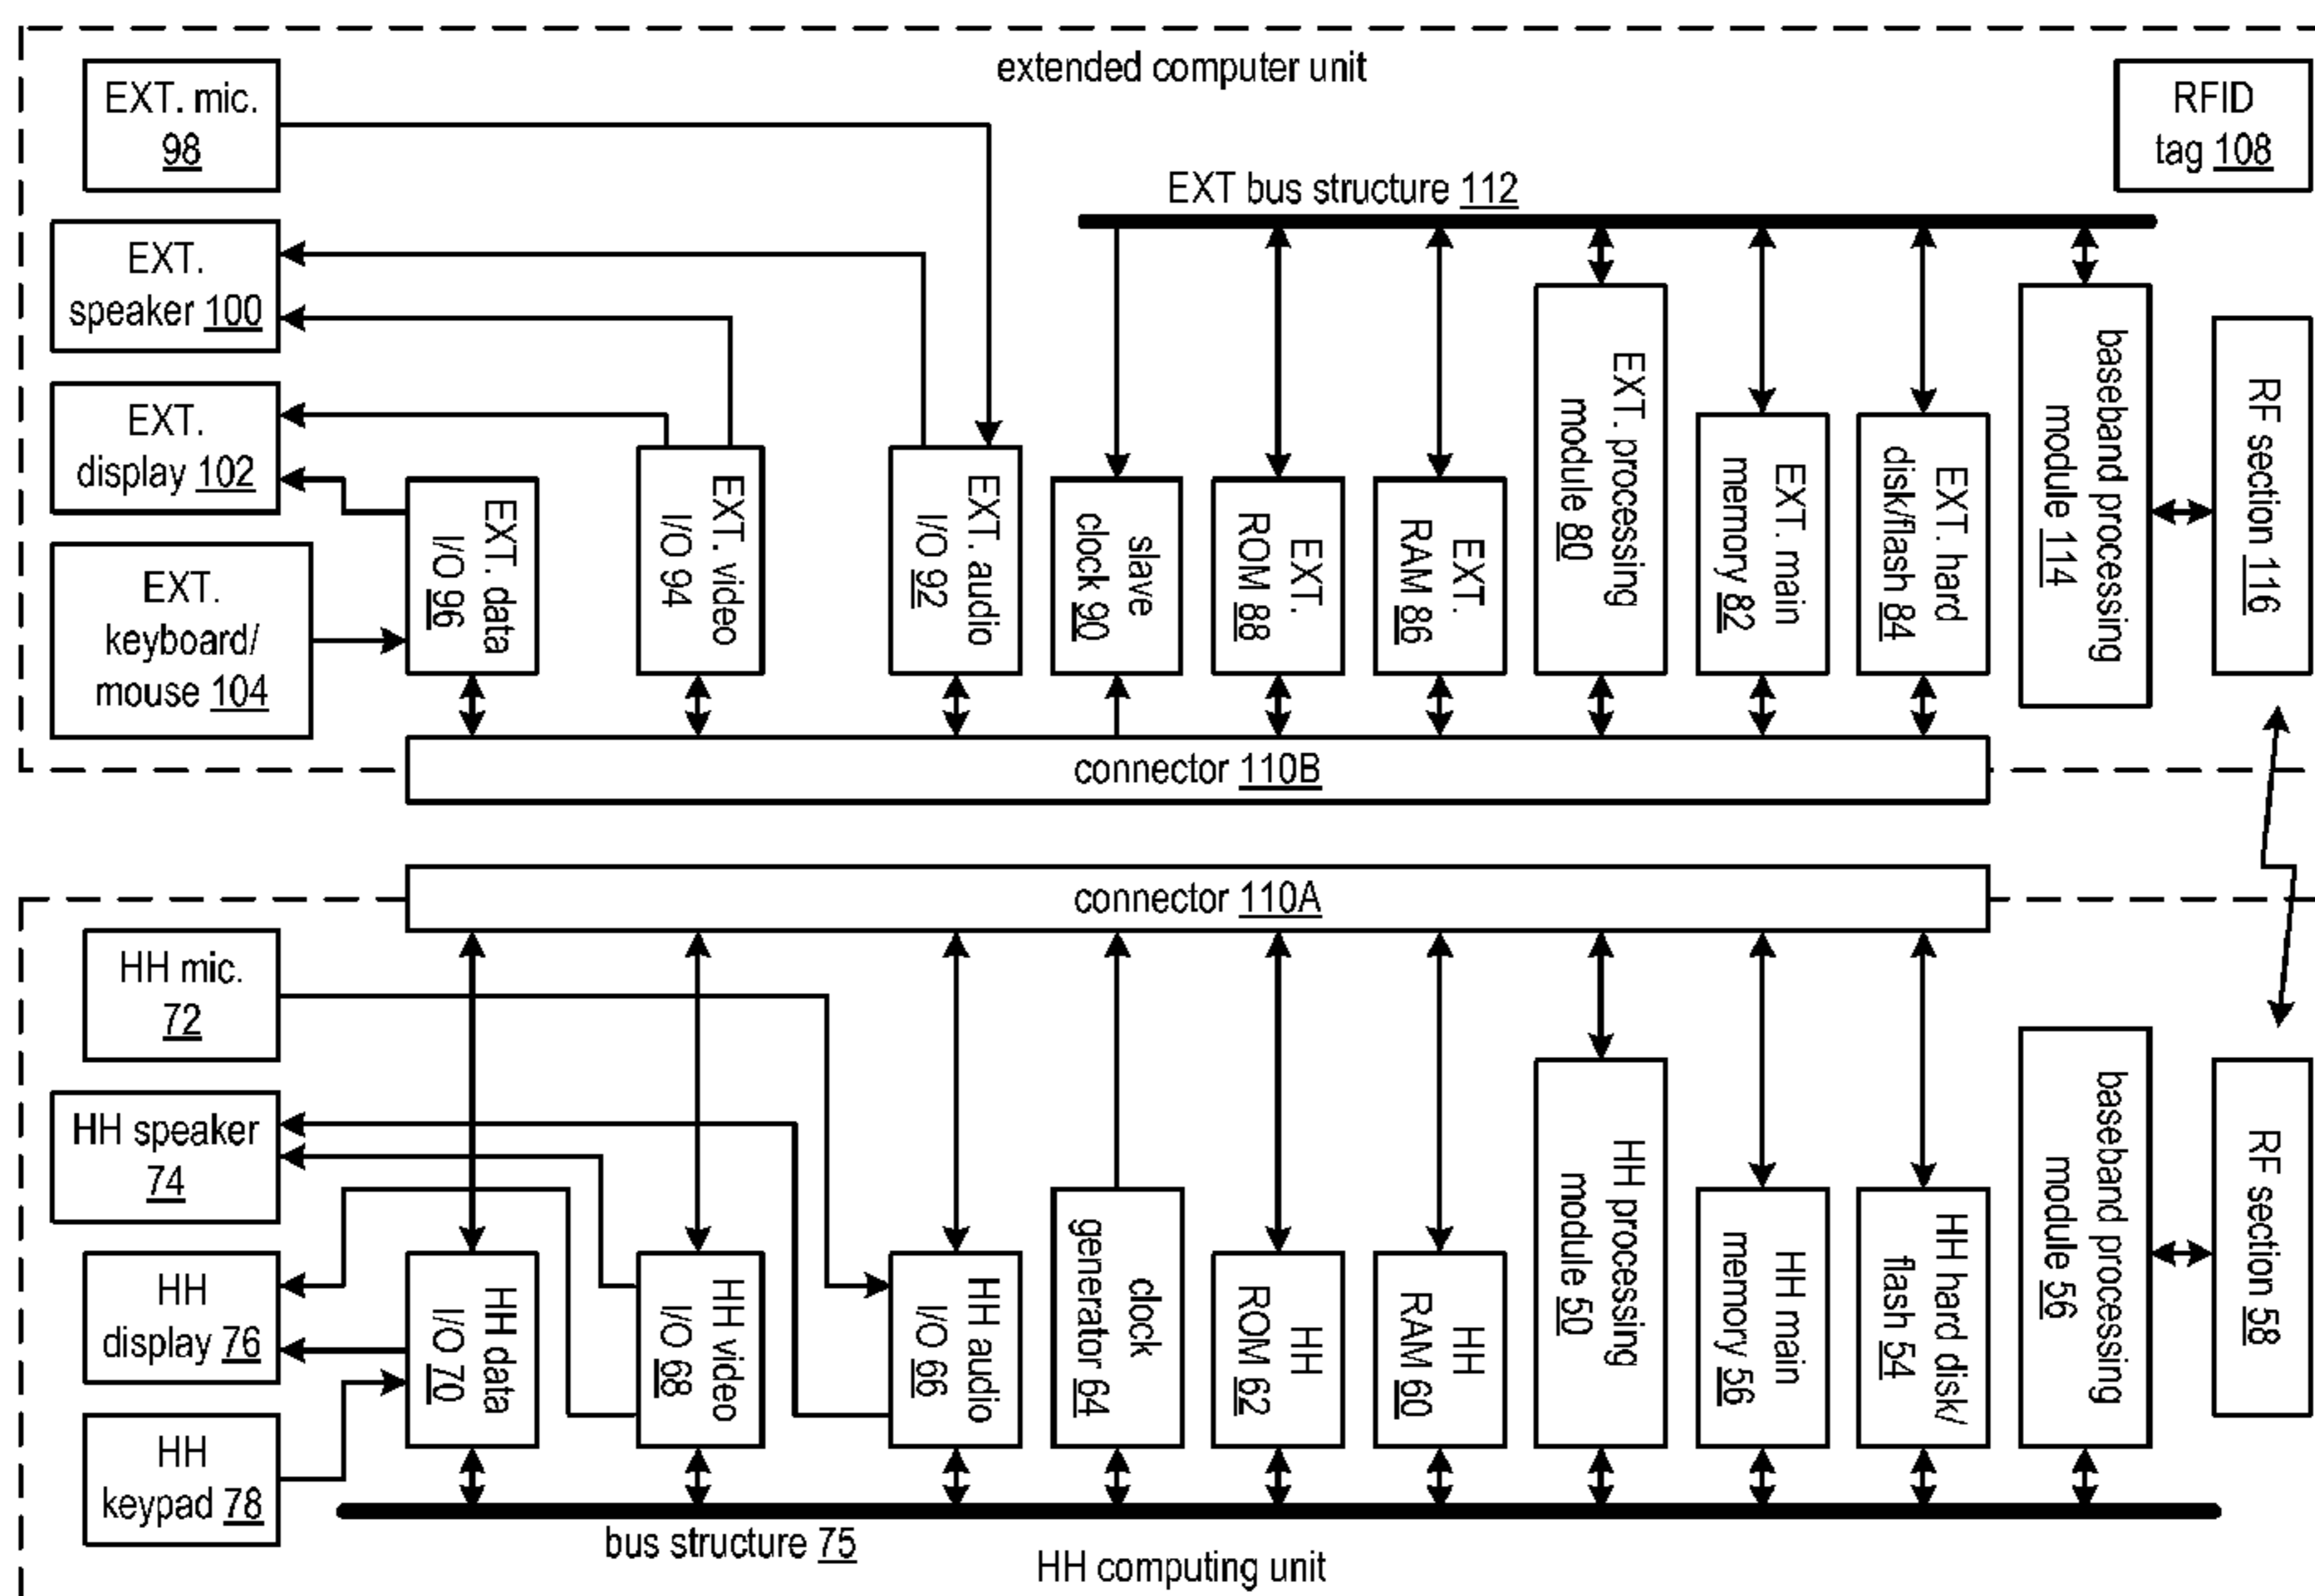 extended computer unit
EXT. mic.
98
RFID
tag 108
EXT bus structure 112
EXT.
speaker 100
EXT.
display 102
EXT.
keyboard/
mouse 104
EXT. data
I/O 96
EXT. video
I/O 94
EXT. audio
I/O 92
slave
clock 90
EXT.
ROM 88
EXT.
RAM 86
EXT. processing
module 80
EXT. main
memory 82
EXT. hard
disk/flash 84
baseband processing
module 114
RF section 116
connector 110B
connector 110A
HH mic.
72
HH speaker
74
HH
display 76
HH
keypad 78
HH data
I/O 70
HH video
I/O 68
HH audio
I/O 66
clock
generator 64
HH
ROM 62
HH
RAM 60
HH processing
module 50
HH main
memory 56
HH hard disk/
flash 54
baseband processing
module 56
RF section 58
bus structure 75
HH computing unit